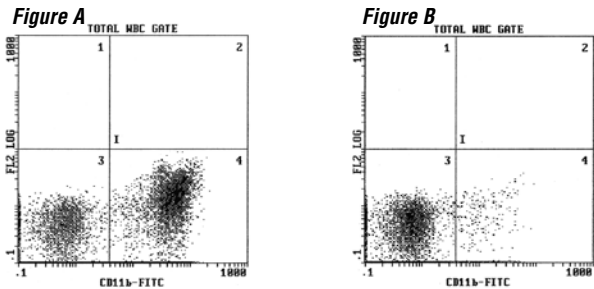 Figure A
TOTAL WBC GATE
1000
1
2
I
FL2 LOG
3
4
.1
.1
1000
CD11b-FITC
Figure B
TOTAL WBC GATE
1000
1
2
I
FL2 LOG
3
4
.1
.1
1000
CD11b-FITC